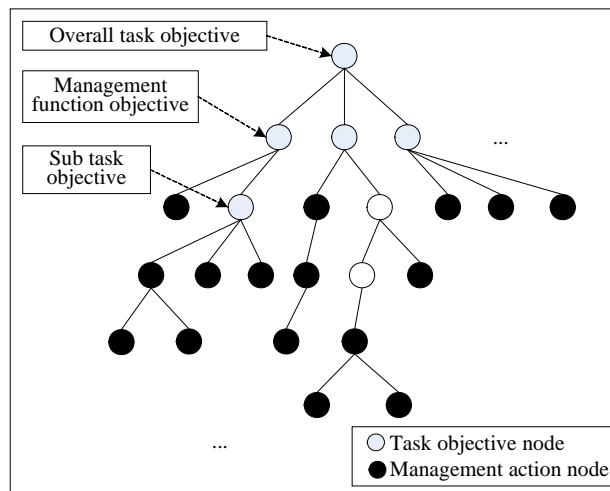 Overall task objective
Management
function objective
Sub task
objective
...
...
Task objective node
Management action node